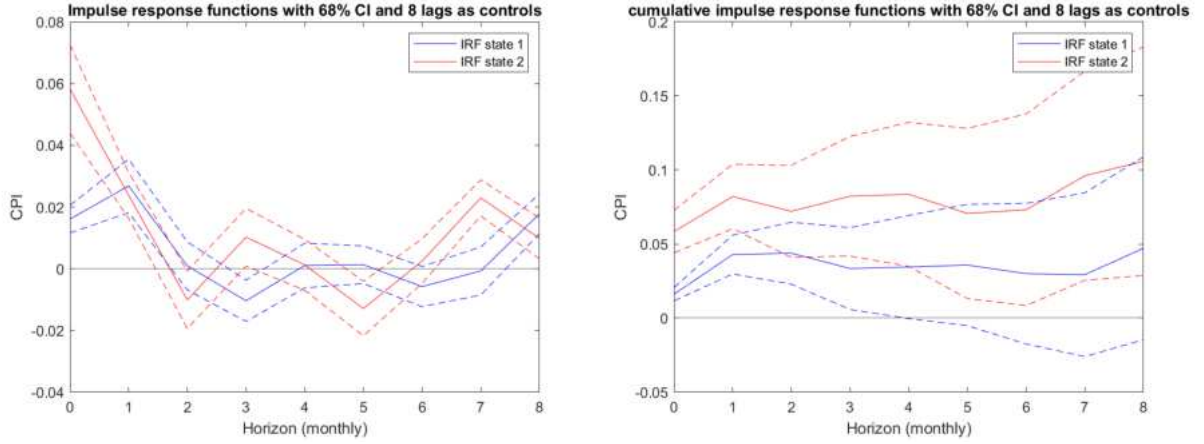 Impulse response functions with 68% CI and 8 lags as controls
0.08
0.06
0.04
0.02
0
-0.02
-0.04
CPI
IRF state 1
IRF state 2
0 1 2 3 4 5 6 7 8
Horizon (monthly)
cumulative impulse response functions with 68% CI and 8 lags as controls
0.2
0.15
0.1
0.05
0
-0.05
CPI
IRF state 1
IRF state 2
0 1 2 3 4 5 6 7 8
Horizon (monthly)